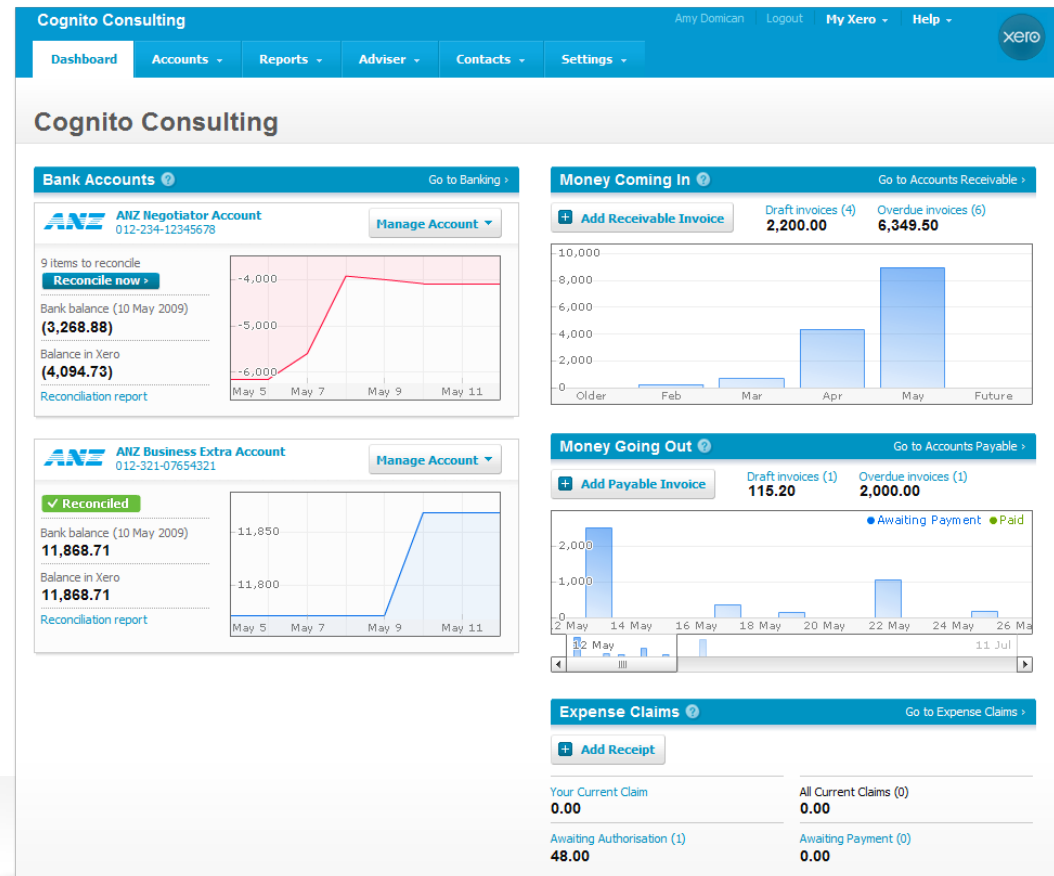 Cognito Consulting
Amy Domican Logout My Xero Help
xero
Dashboard Accounts Reports Adviser Contacts Settings
Cognito Consulting
Bank Accounts ? Go to Banking ›
ANZ ANZ Negotiator Account
012-234-12345678
Manage Account
9 items to reconcile
Reconcile now ›
Bank balance (10 May 2009)
(3,268.88)
Balance in Xero
(4,094.73)
Reconciliation report
-4,000
-5,000
-6,000
May 5 May 7 May 9 May 11
ANZ ANZ Business Extra Account
012-321-07654321
Manage Account
✓ Reconciled
Bank balance (10 May 2009)
11,868.71
Balance in Xero
11,868.71
Reconciliation report
11,850
11,800
May 5 May 7 May 9 May 11
Money Coming In ? Go to Accounts Receivable ›
+ Add Receivable Invoice
Draft invoices (4) Overdue invoices (6)
2,200.00 6,349.50
10,000
8,000
6,000
4,000
2,000
0
Older Feb Mar Apr May Future
Money Going Out ? Go to Accounts Payable ›
+ Add Payable Invoice
Draft invoices (1) Overdue invoices (1)
115.20 2,000.00
Awaiting Payment Paid
2,000
1,000
0
2 May 14 May 16 May 18 May 20 May 22 May 24 May 26 Ma
12 May 11 Jul
Expense Claims ? Go to Expense Claims ›
+ Add Receipt
Your Current Claim All Current Claims (0)
0.00 0.00
Awaiting Authorisation (1) Awaiting Payment (0)
48.00 0.00